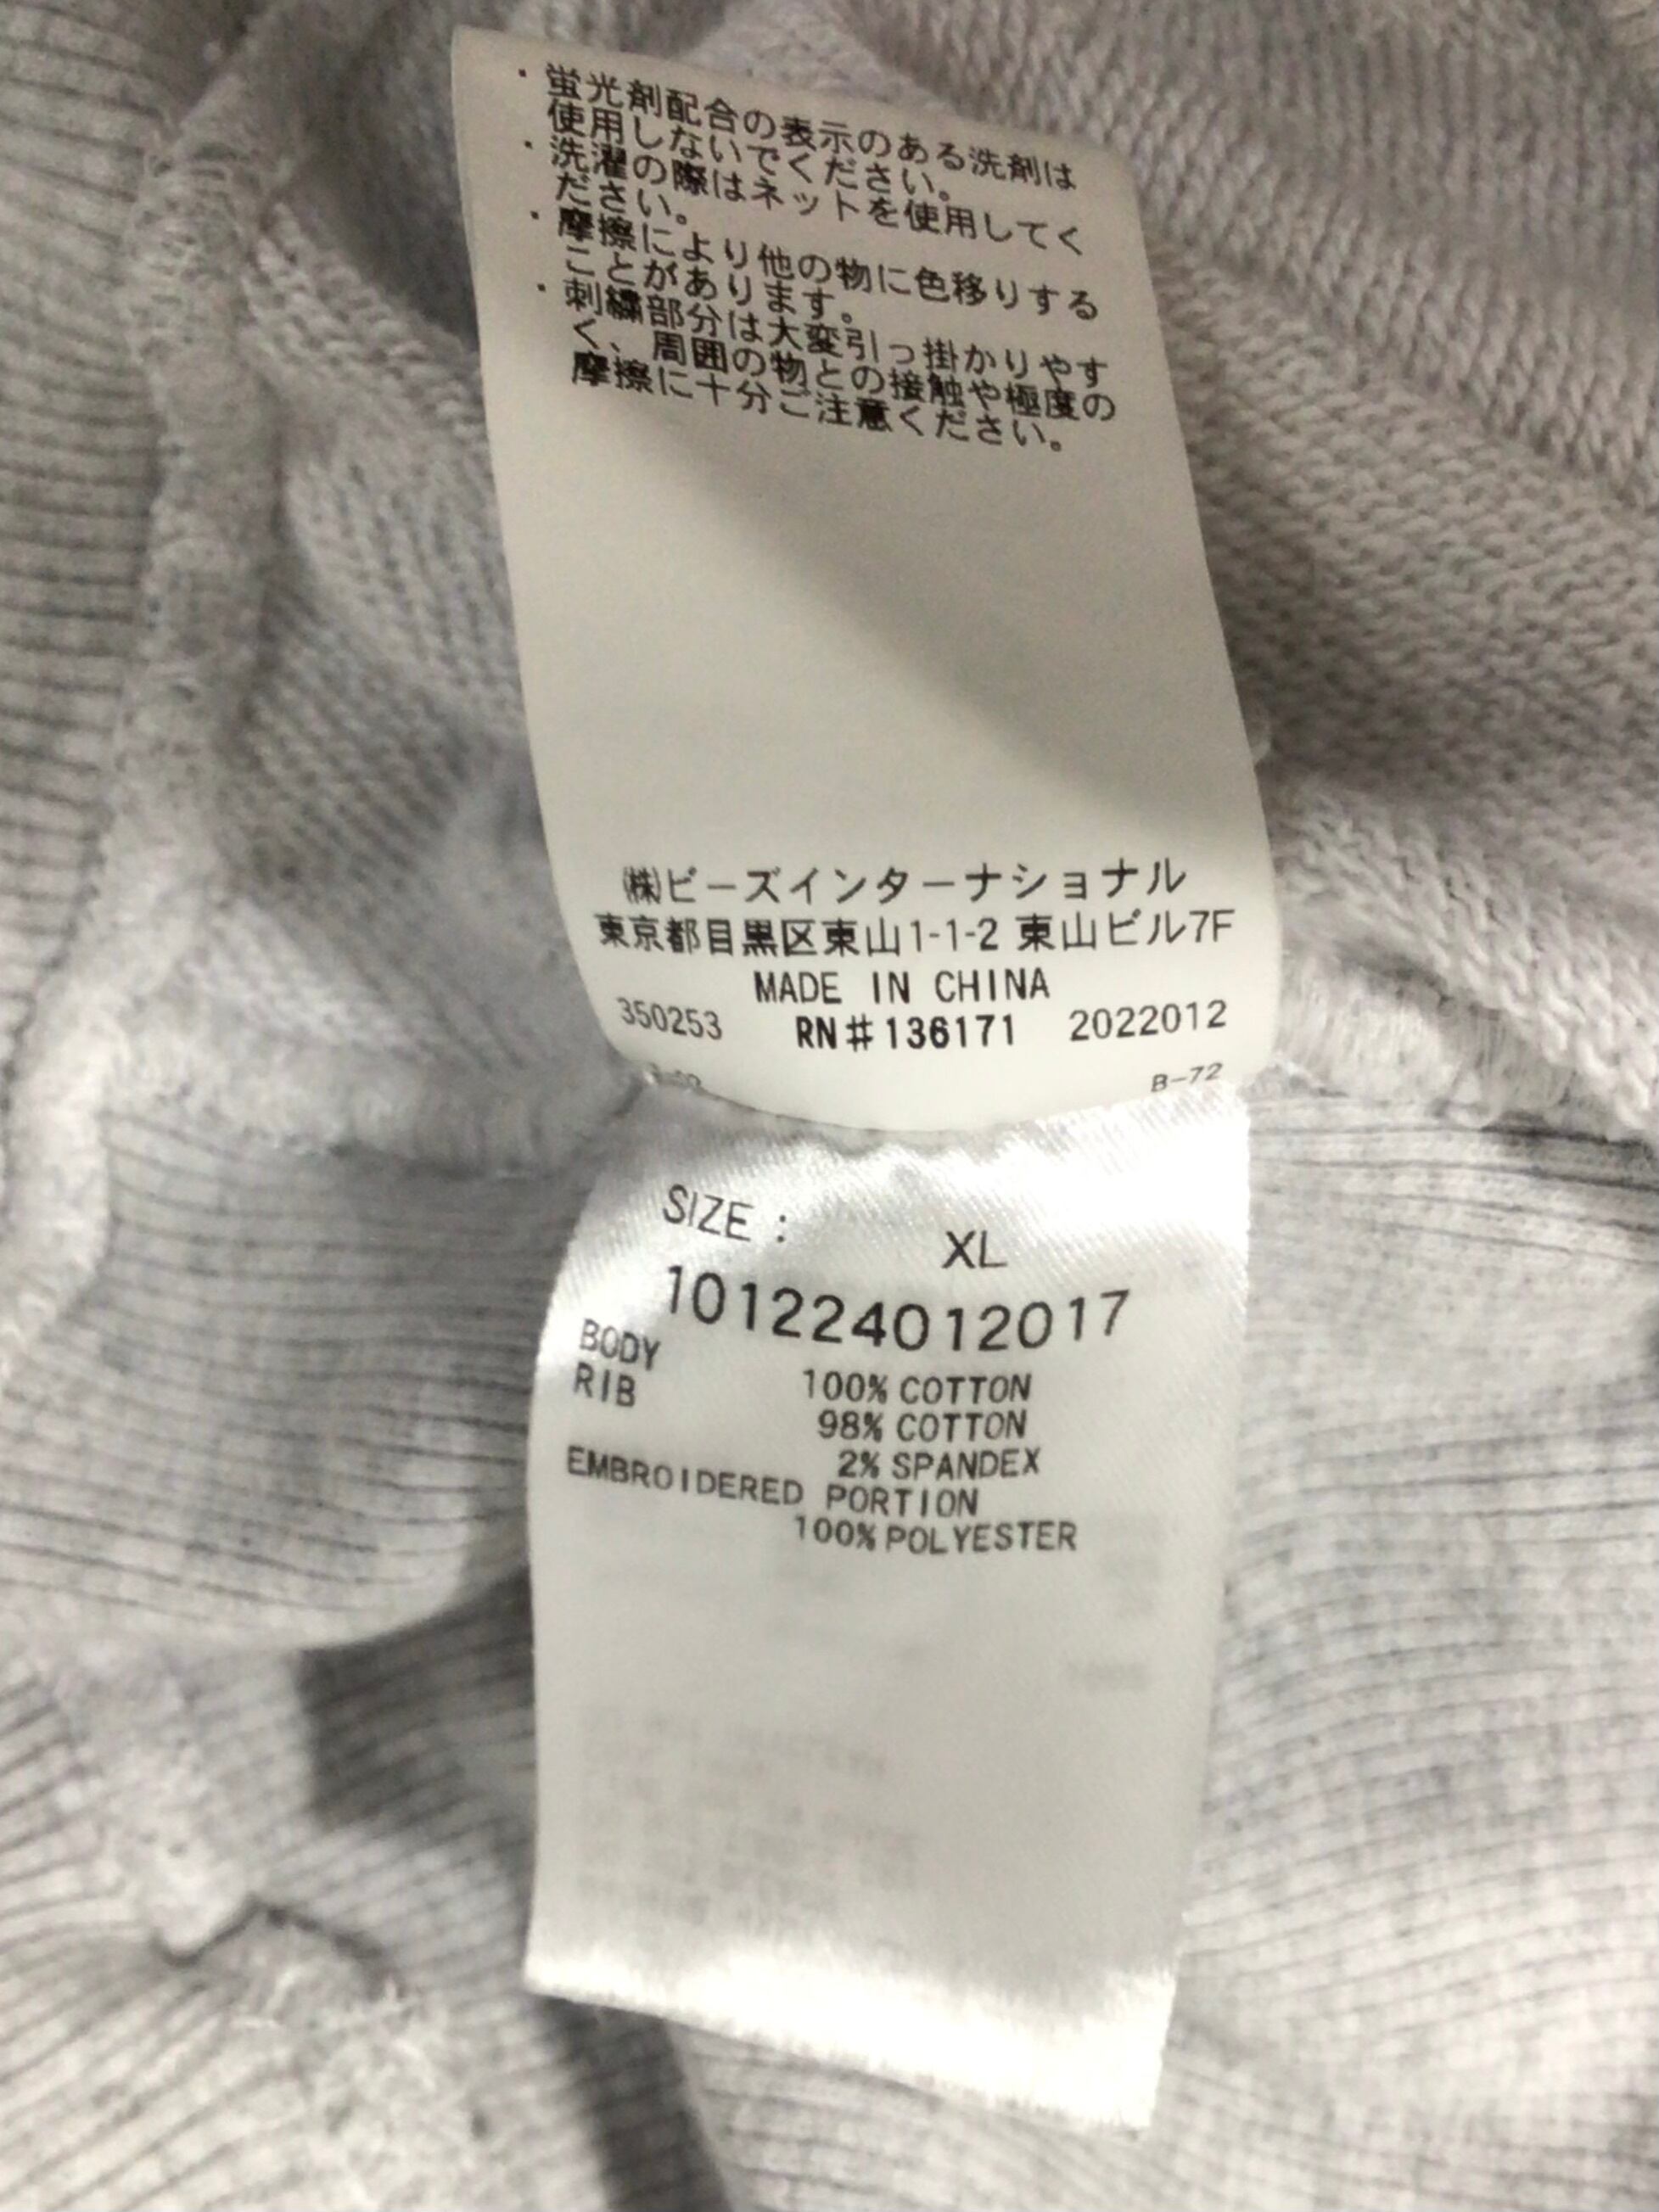 ・蛍光剤配合の表示のある洗剤は
使用しないでください。
・洗濯の際はネットを使用してく
ださい。
・摩擦により他の物に色移りする
ことがあります。
・刺繍部分は大変引っ掛かりやす
く、周囲の物との接触や極度の
摩擦に十分ご注意ください。
㈱ビーズインターナショナル
東京都目黒区東山1-1-2 東山ビル7F
MADE IN CHINA
350253 RN#136171 2022012
B-72
SIZE : XL
101224012017
BODY
100% COTTON
RIB
98% COTTON
2% SPANDEX
EMBROIDERED PORTION
100% POLYESTER